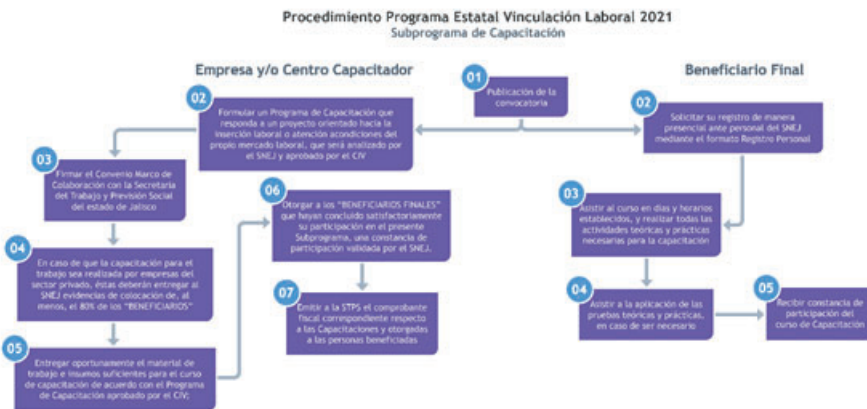 Procedimiento Programa Estatal Vinculación Laboral 2021
Subprograma de Capacitación
Empresa y/o Centro Capacitador
Beneficiario Final
01
Publicación de la
convocatoria
02
Formular un Programa de Capacitación que
responda a un proyecto orientado hacia la
inserción laboral o atención acondiciones del
propio mercado laboral, que será analizado por
el SNEJ y aprobado por el CIV
03
Firmar el Convenio Marco de
Colaboración con la Secretaría
del Trabajo y Previsión Social
del estado de Jalisco
04
En caso de que la capacitación para el
trabajo sea realizada por empresas del
sector privado, éstas deberán entregar al
SNEJ evidencias de colocación de, al
menos, el 80% de los "BENEFICIARIOS"
05
Entregar oportunamente el material de
trabajo e insumos suficientes para el curso
de capacitación de acuerdo con el Programa
de Capacitación aprobado por el CIV;
06
Otorgar a los "BENEFICIARIOS FINALES"
que hayan concluido satisfactoriamente
su participación en el presente
Subprograma, una constancia de
participación validada por el SNEJ.
07
Emitir a la STPS el comprobante
fiscal correspondiente respecto
a las Capacitaciones y otorgadas
a las personas beneficiadas
02
Solicitar su registro de manera
presencial ante personal del SNEJ
mediante el formato Registro Personal
03
Asistir al curso en días y horarios
establecidos, y realizar todas las
actividades teóricas y prácticas
necesarias para la capacitación
04
Asistir a la aplicación de las
pruebas teóricas y prácticas,
en caso de ser necesario
05
Recibir constancia de
participación del
curso de Capacitación